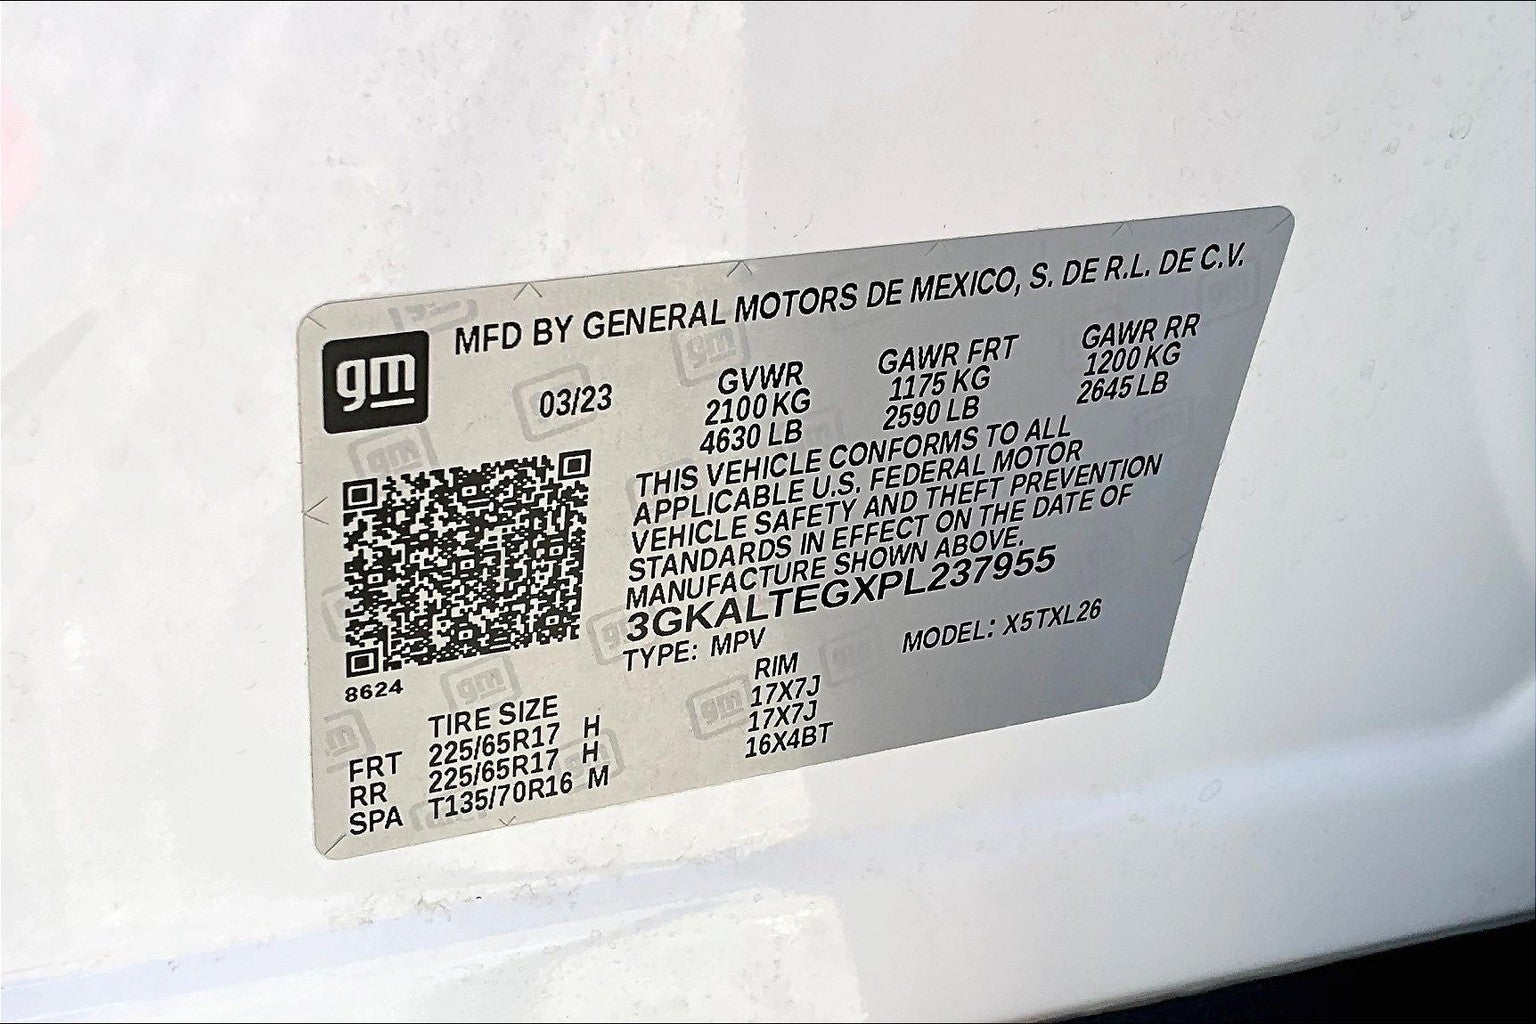 gm
MFD BY GENERAL MOTORS DE MEXICO, S. DE R.L. DE C.V.
03/23
GVWR GAWR FRT GAWR RR
2100 KG 1175 KG 1200 KG
4630 LB 2590 LB 2645 LB
THIS VEHICLE CONFORMS TO ALL
APPLICABLE U.S. FEDERAL MOTOR
VEHICLE SAFETY AND THEFT PREVENTION
STANDARDS IN EFFECT ON THE DATE OF
MANUFACTURE SHOWN ABOVE.
3GKALTEGXPL237955
TYPE: MPV MODEL: X5TXL26
8624
TIRE SIZE RIM
FRT 225/65R17 H 17X7J
RR 225/65R17 H 17X7J
SPA T135/70R16 M 16X4BT